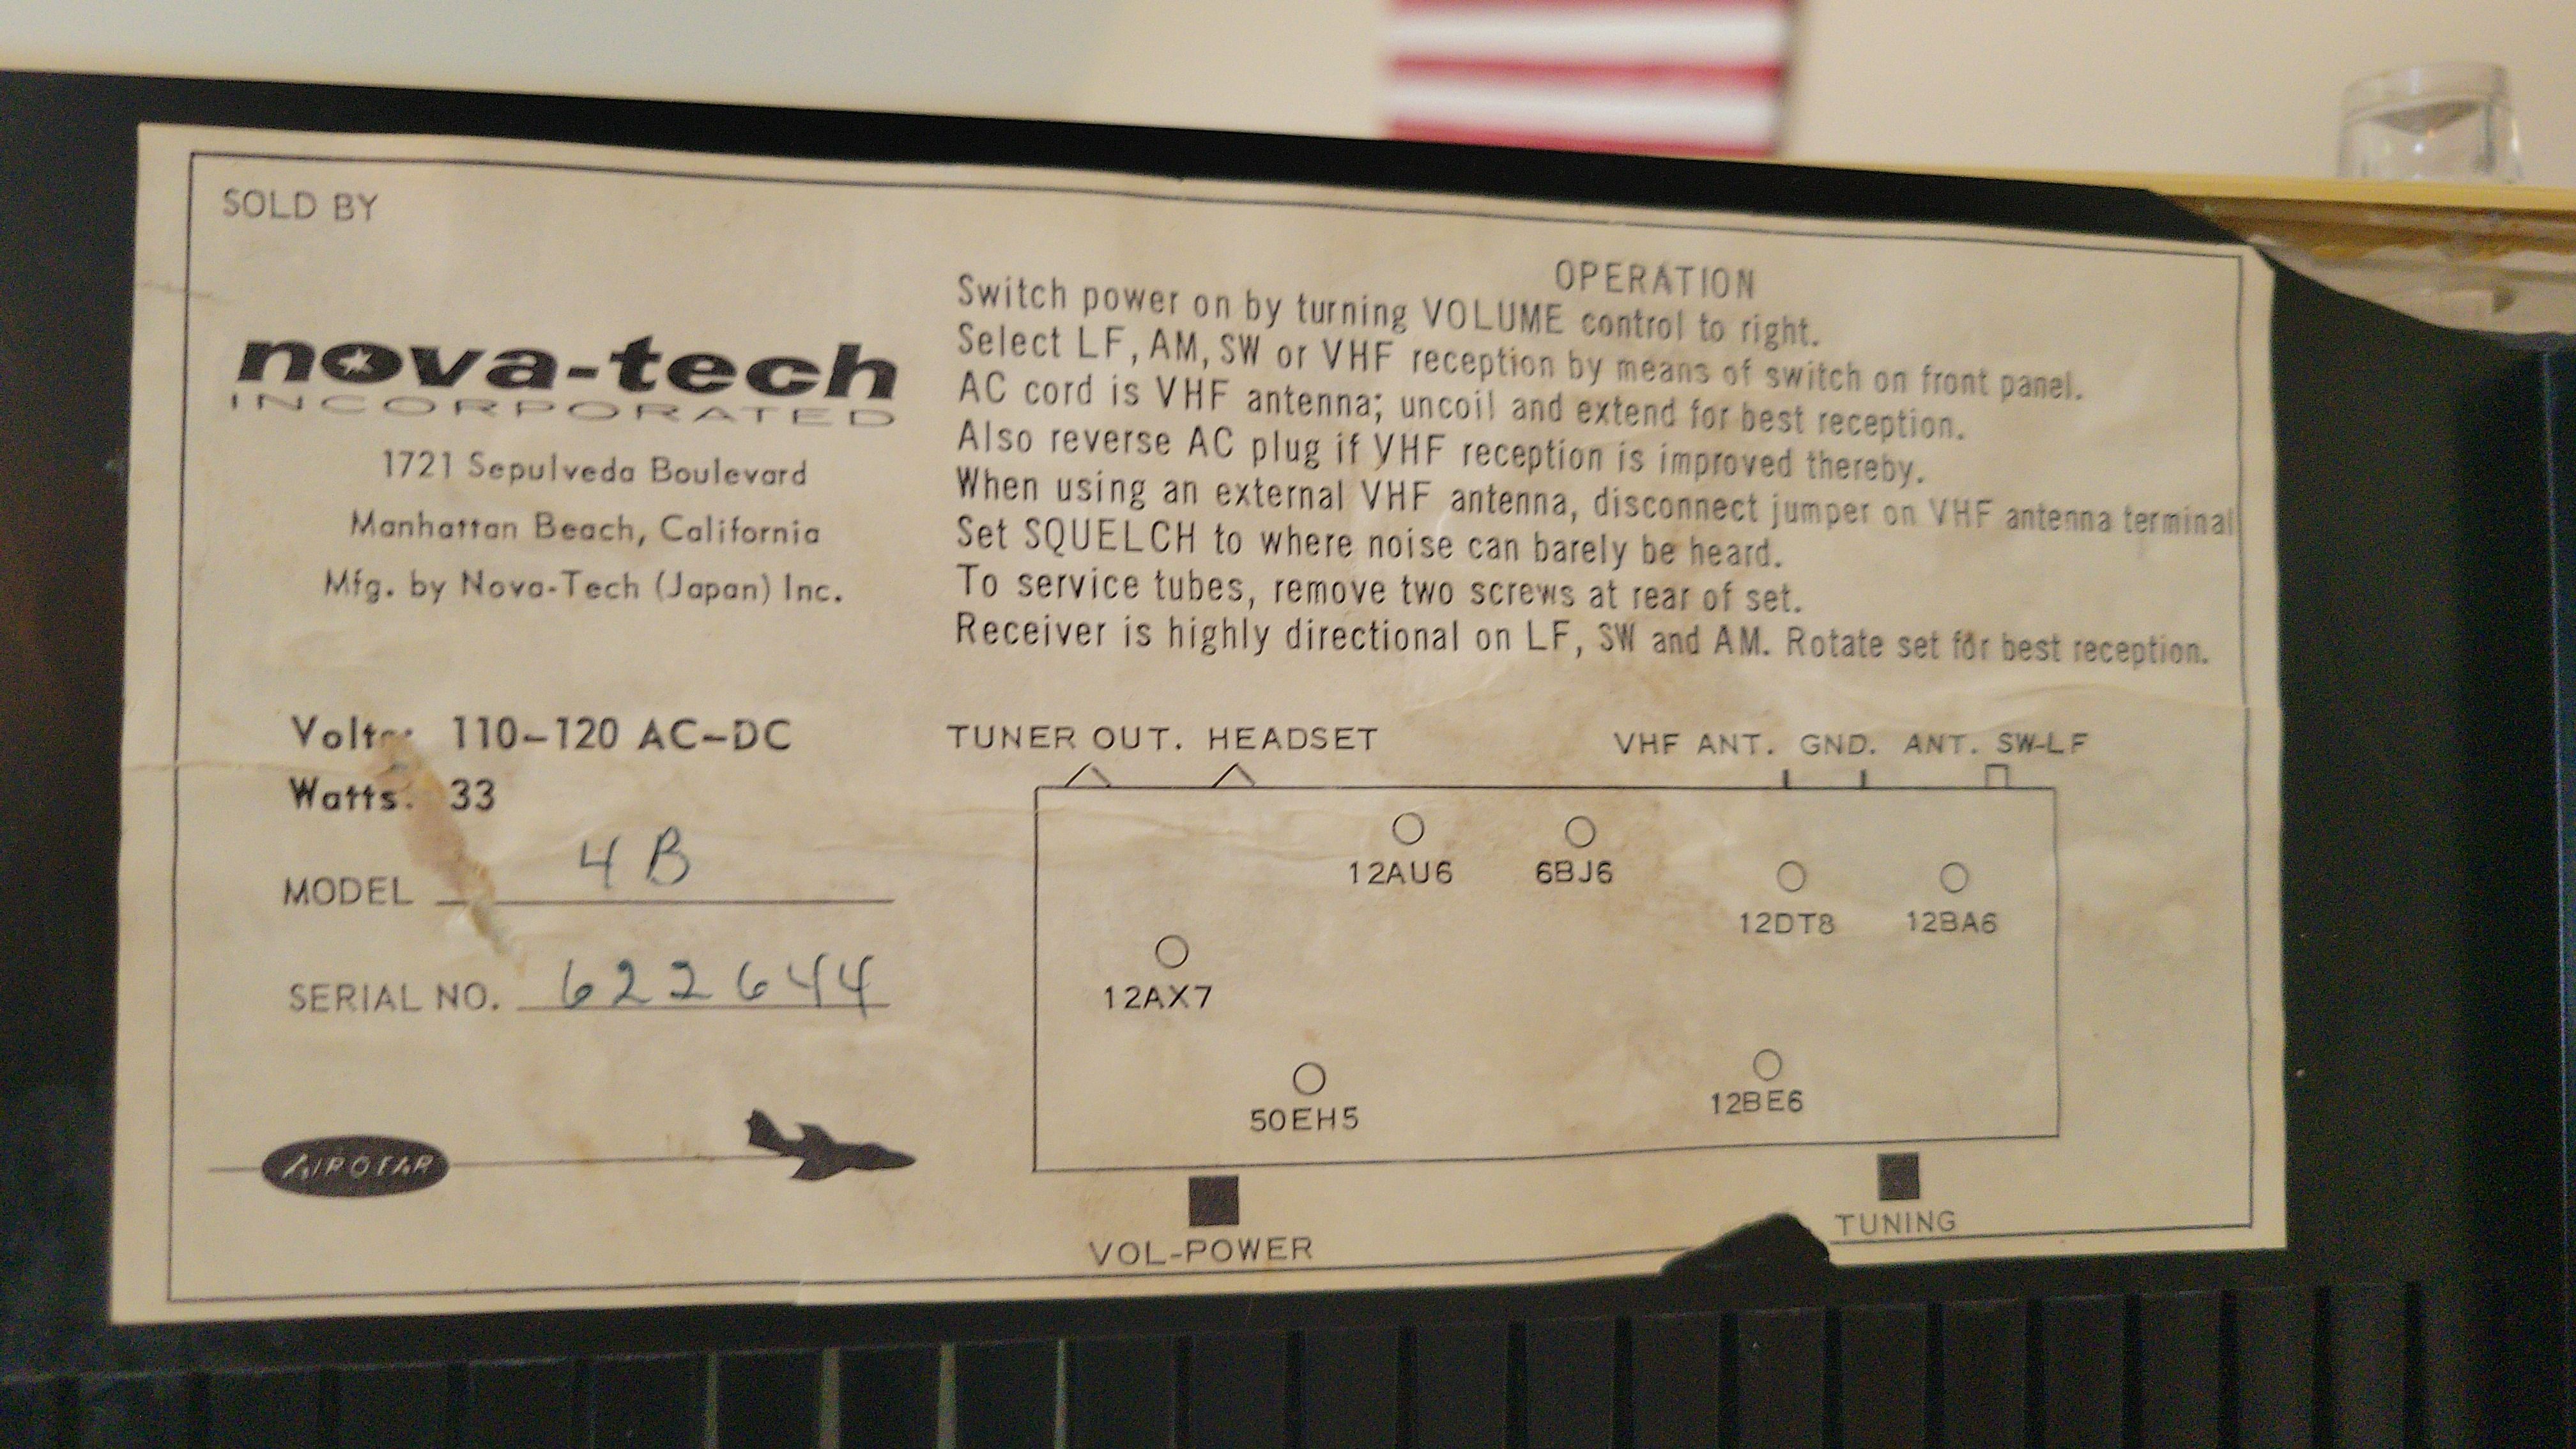 SOLD BY
nova-tech
INCORPORATED
1721 Sepulveda Boulevard
Manhattan Beach, California
Mfg. by Nova-Tech (Japan) Inc.
Volts: 110-120 AC-DC
Watts: 33
MODEL 4B
SERIAL NO. 622644
AIROEAR
OPERATION
Switch power on by turning VOLUME control to right.
Select LF, AM, SW or VHF reception by means of switch on front panel.
AC cord is VHF antenna; uncoil and extend for best reception.
Also reverse AC plug if VHF reception is improved thereby.
When using an external VHF antenna, disconnect jumper on VHF antenna terminal
Set SQUELCH to where noise can barely be heard.
To service tubes, remove two screws at rear of set.
Receiver is highly directional on LF, SW and AM. Rotate set for best reception.
TUNER OUT. HEADSET VHF ANT. GND. ANT. SW-LF
12AU6 6BJ6
12DT8 12BA6
12AX7
50EH5 12BE6
VOL-POWER TUNING